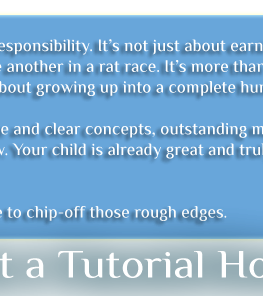 esponsibility. It's not just about earn
another in a rat race. It's more than
bout growing up into a complete hu
e and clear concepts, outstanding m
. Your child is already great and tru
to chip-off those rough edges.
t a Tutorial Ho